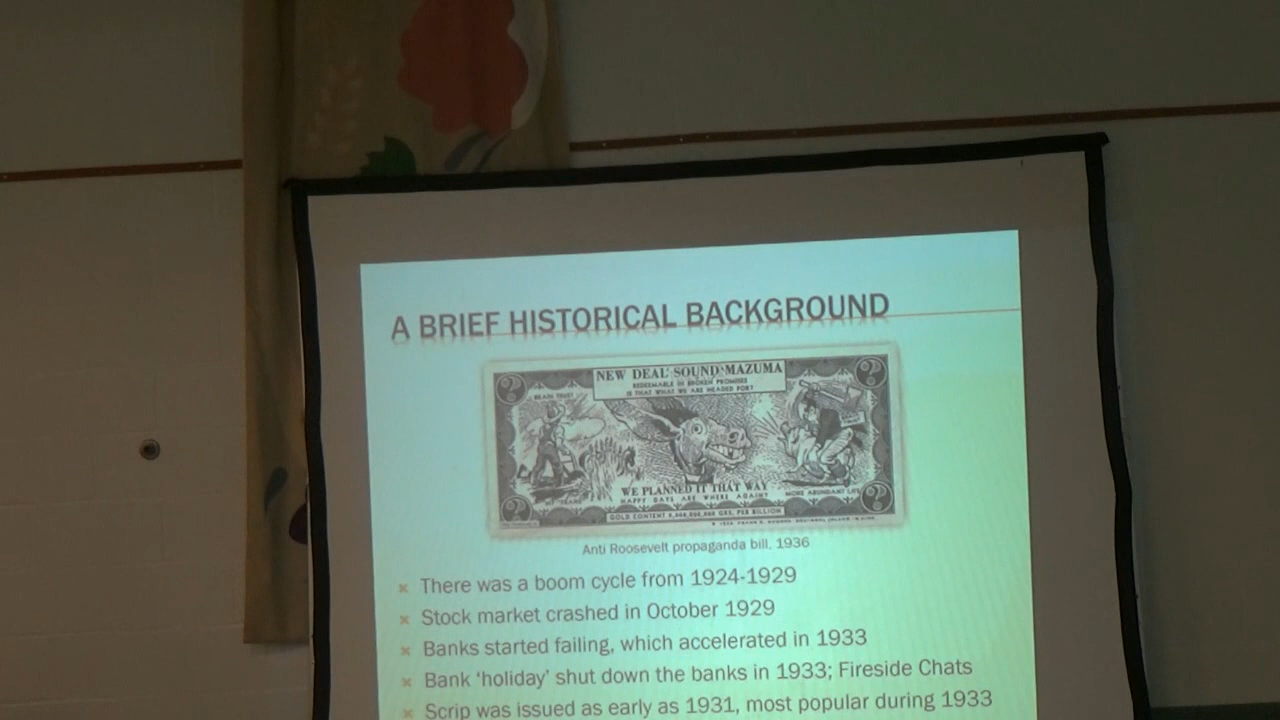 A BRIEF HISTORICAL BACKGROUND
NEW DEAL SOUND MAZUMA
REDEEMABLE IN BROKEN PROMISES
IS THAT WHAT WE ARE HEADED FOR?
BRAIN TRUST
WE PLANNED IT THAT WAY
HAPPY DAYS ARE WHERE AGAIN?
MORE ABUNDANT LIFE
Anti Roosevelt propaganda bill, 1936
There was a boom cycle from 1924-1929
Stock market crashed in October 1929
Banks started failing, which accelerated in 1933
Bank ‘holiday’ shut down the banks in 1933; Fireside Chats
Scrip was issued as early as 1931, most popular during 1933